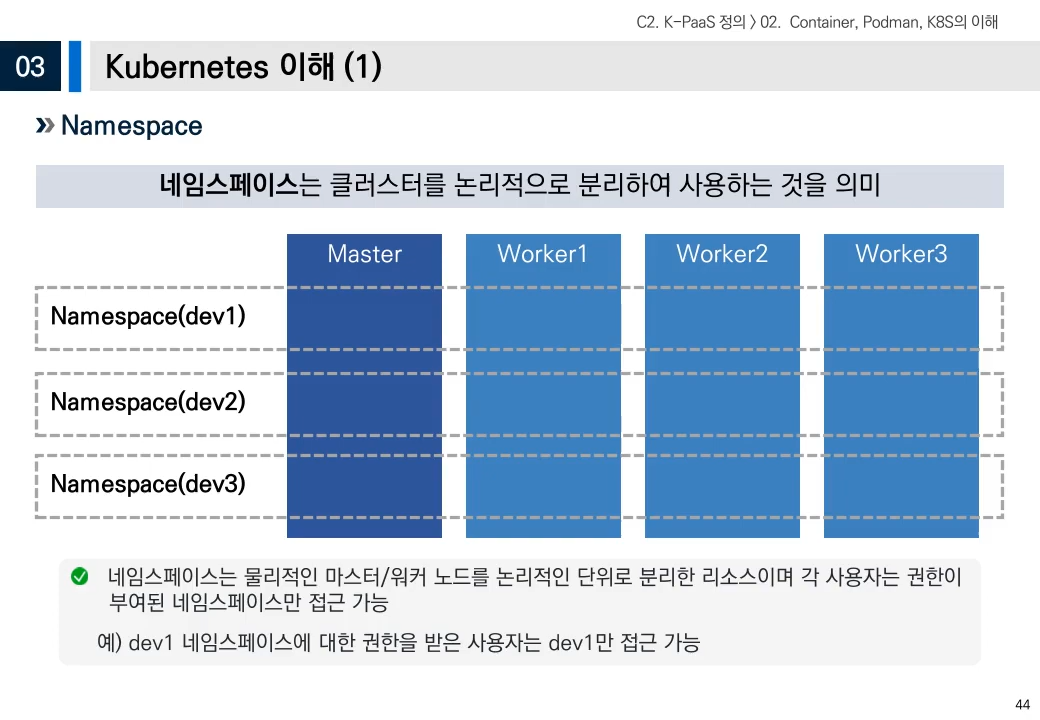 C2. K-PaaS 정의 > 02. Container, Podman, K8S의 이해
03
Kubernetes 이해 (1)
Namespace
네임스페이스는 클러스터를 논리적으로 분리하여 사용하는 것을 의미
Master Worker1 Worker2 Worker3
Namespace(dev1)
Namespace(dev2)
Namespace(dev3)
네임스페이스는 물리적인 마스터/워커 노드를 논리적인 단위로 분리한 리소스이며 각 사용자는 권한이
부여된 네임스페이스만 접근 가능
예) dev1 네임스페이스에 대한 권한을 받은 사용자는 dev1만 접근 가능
44